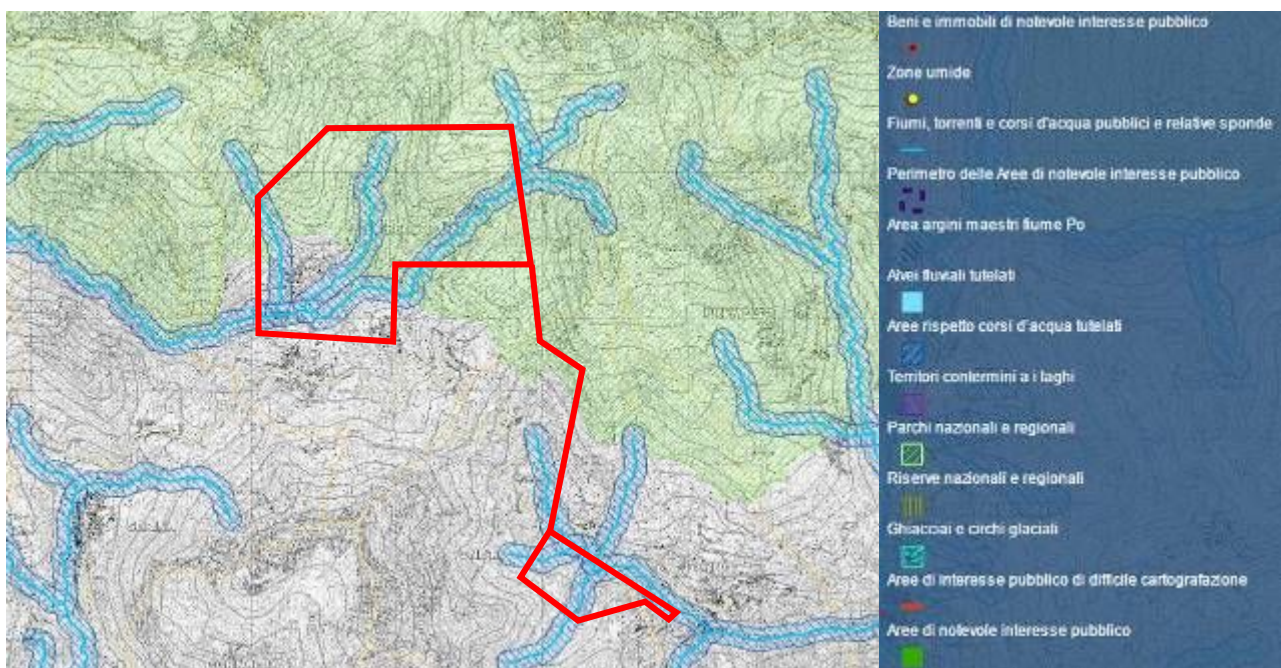 Beni e immobili di notevole interesse pubblico
Zone umide
Fiumi, torrenti e corsi d'acqua pubblici e relative sponde
Perimetro delle Aree di notevole interesse pubblico
Area argini maestri fiume Po
Alvei fluviali tutelati
Aree rispetto corsi d'acqua tutelati
Territori contermini a i laghi
Parchi nazionali e regionali
Riserve nazionali e regionali
Ghiacciai e circhi glaciali
Aree di interesse pubblico di difficile cartografazione
Aree di notevole interesse pubblico